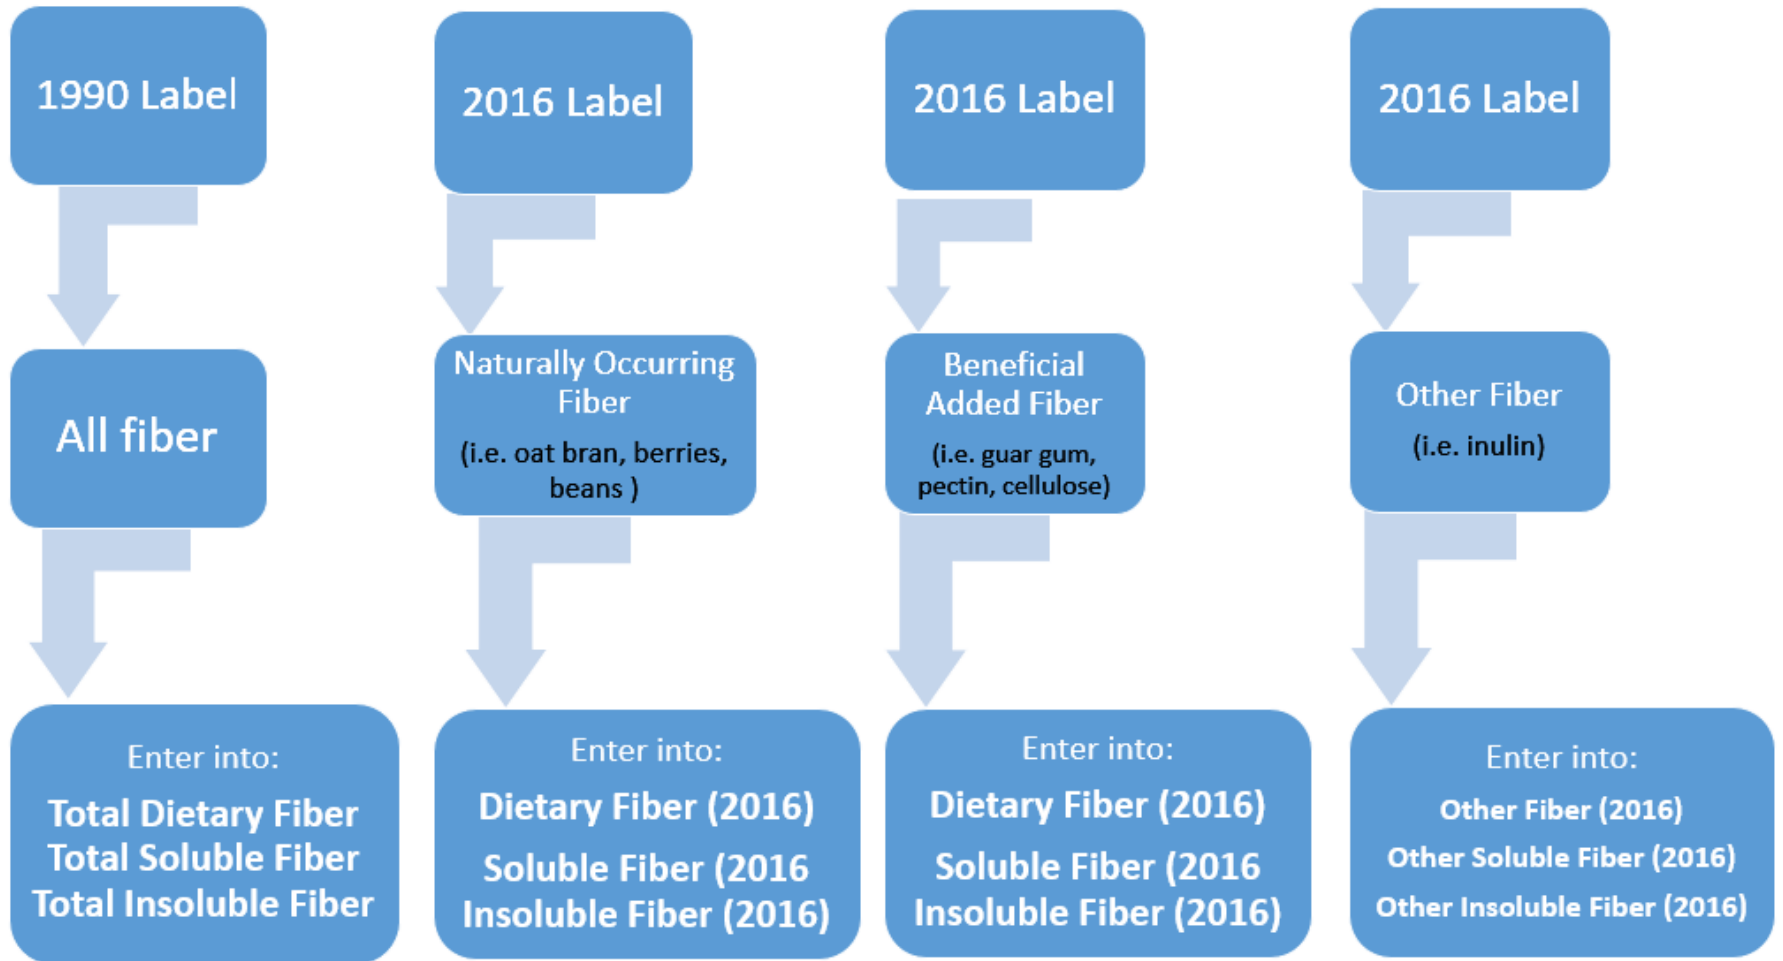 1990 Label
2016 Label
2016 Label
2016 Label
All fiber
Naturally Occurring
Fiber
(i.e. oat bran, berries,
beans )
Beneficial
Added Fiber
(i.e. guar gum,
pectin, cellulose)
Other Fiber
(i.e. inulin)
Enter into:
Total Dietary Fiber
Total Soluble Fiber
Total Insoluble Fiber
Enter into:
Dietary Fiber (2016)
Soluble Fiber (2016
Insoluble Fiber (2016)
Enter into:
Dietary Fiber (2016)
Soluble Fiber (2016
Insoluble Fiber (2016)
Enter into:
Other Fiber (2016)
Other Soluble Fiber (2016)
Other Insoluble Fiber (2016)